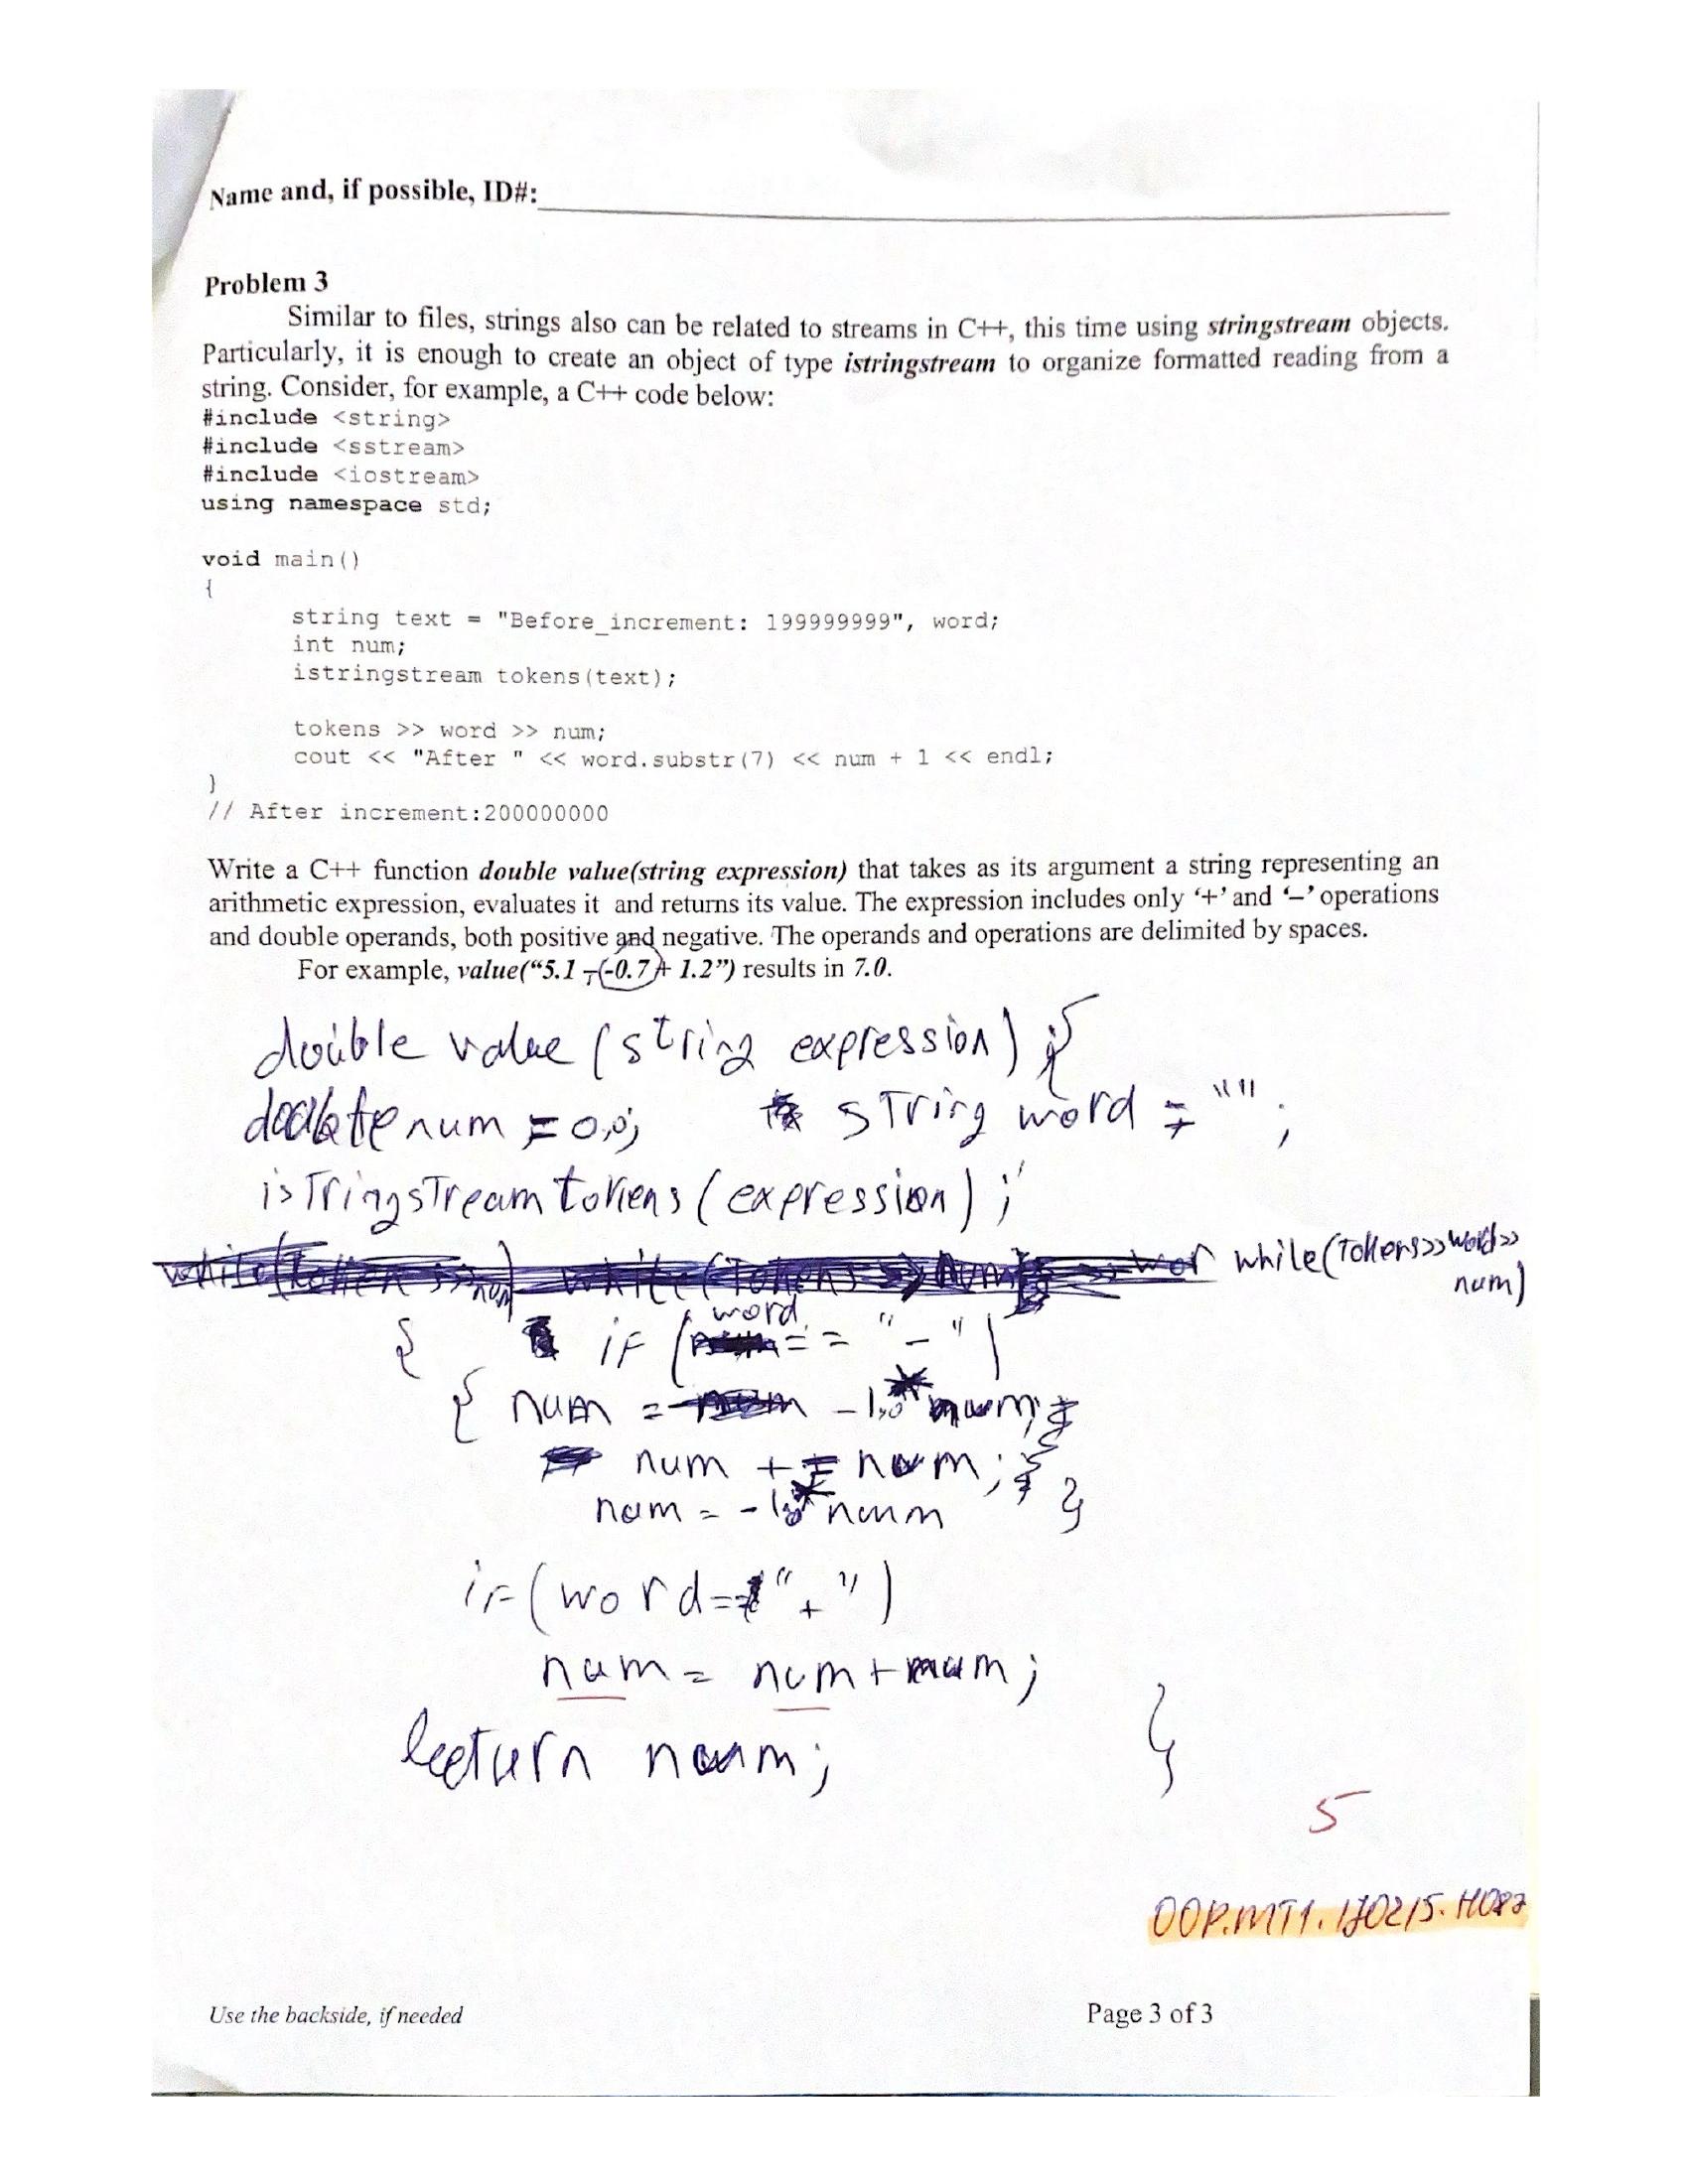 Name and, if possible, ID#:
Problem 3
Similar to files, strings also can be related to streams in C++, this time using stringstream objects.
Particularly, it is enough to create an object of type istringstream to organize formatted reading from a
string. Consider, for example, a C++ code below:
#include <string>
#include <sstream>
#include <iostream>
using namespace std;
void main()
{
string text = "Before_increment: 199999999", word;
int num;
istringstream tokens(text);
tokens >> word >> num;
cout << "After " << word.substr(7) << num + 1 << endl;
}
// After increment:200000000
Write a C++ function double value(string expression) that takes as its argument a string representing an
arithmetic expression, evaluates it and returns its value. The expression includes only ‘+’ and ‘–’ operations
and double operands, both positive and negative. The operands and operations are delimited by spaces.
For example, value(“5.1 - -0.7 + 1.2”) results in 7.0.
double value (string expression) {
double num = 0.0; string word = "";
istringstream tokens (expression);
while(Tokens>>word>>
num)
{ if (word == "-")
{ num = -1.0 * num;
num += num;
num = -1.0 * num }
if (word == "+")
num = num + num;
return num; }
5
OOP.MT1.170215.H087
Use the backside, if needed
Page 3 of 3